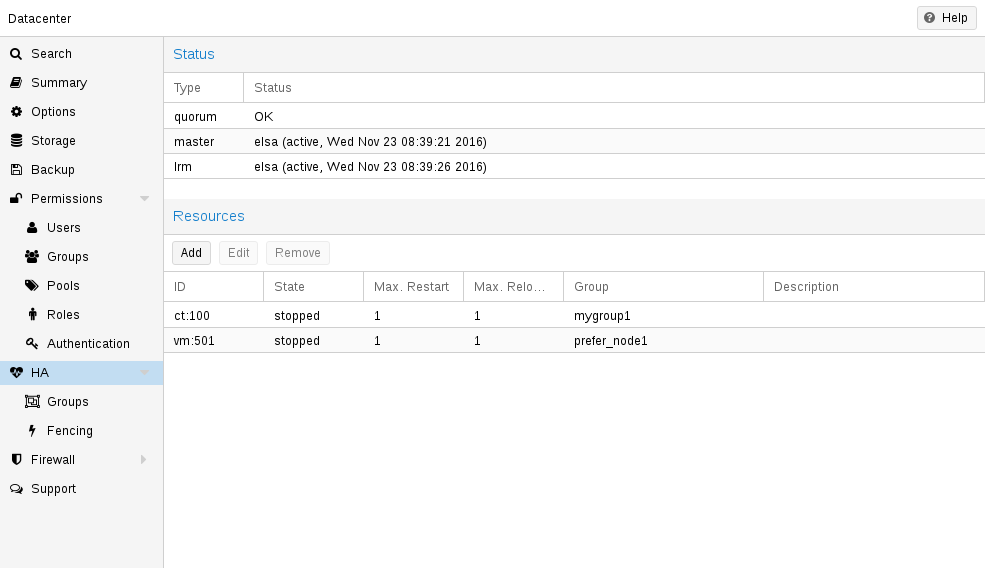 Datacenter
Help
Search
Summary
Options
Storage
Backup
Permissions
Users
Groups
Pools
Roles
Authentication
HA
Groups
Fencing
Firewall
Support
Status
Type Status
quorum OK
master elsa (active, Wed Nov 23 08:39:21 2016)
lrm elsa (active, Wed Nov 23 08:39:26 2016)
Resources
Add Edit Remove
ID State Max. Restart Max. Relo... Group Description
ct:100 stopped 1 1 mygroup1
vm:501 stopped 1 1 prefer_node1